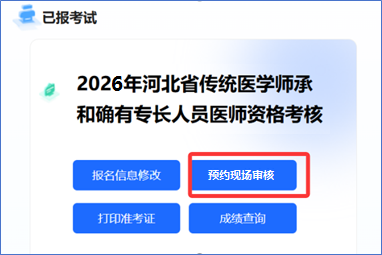 已报考试
2026年河北省传统医学师承
和确有专长人员医师资格考核
报名信息修改
预约现场审核
打印准考证
成绩查询